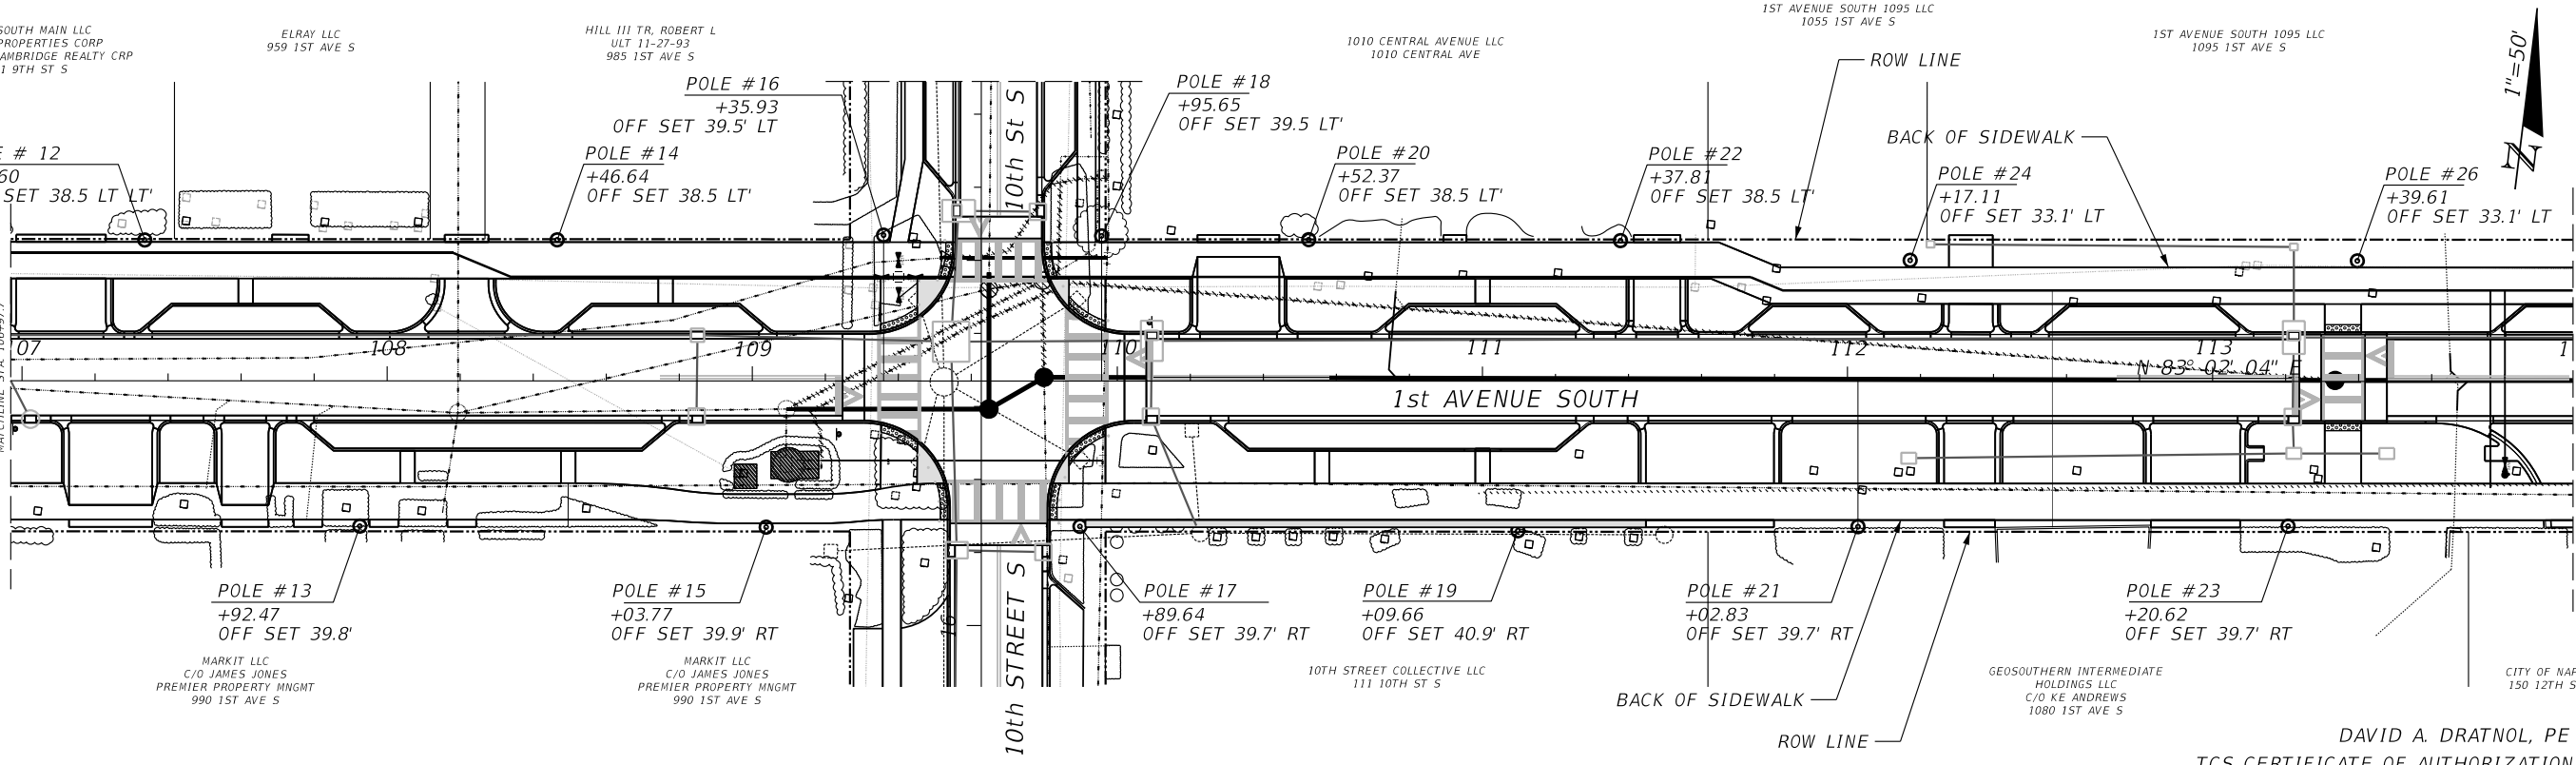 SOUTH MAIN LLC
PROPERTIES CORP
AMBRIDGE REALTY CRP
1 9TH ST S
ELRAY LLC
959 1ST AVE S
HILL III TR, ROBERT L
ULT 11-27-93
985 1ST AVE S
1010 CENTRAL AVENUE LLC
1010 CENTRAL AVE
1ST AVENUE SOUTH 1095 LLC
1055 1ST AVE S
1ST AVENUE SOUTH 1095 LLC
1095 1ST AVE S
1"=50'
N
ROW LINE
BACK OF SIDEWALK
# 12
60
SET 38.5 LT LT'
POLE #14
+46.64
OFF SET 38.5 LT'
POLE #16
+35.93
OFF SET 39.5' LT
POLE #18
+95.65
OFF SET 39.5 LT'
POLE #20
+52.37
OFF SET 38.5 LT'
POLE #22
+37.81
OFF SET 38.5 LT'
POLE #24
+17.11
OFF SET 33.1' LT
POLE #26
+39.61
OFF SET 33.1' LT
10th St S
07
108
109
110
111
112
113
1
N 83° 02' 04" E
1st AVENUE SOUTH
16
10th STREET S
POLE #13
+92.47
OFF SET 39.8'
POLE #15
+03.77
OFF SET 39.9' RT
POLE #17
+89.64
OFF SET 39.7' RT
POLE #19
+09.66
OFF SET 40.9' RT
POLE #21
+02.83
OFF SET 39.7' RT
POLE #23
+20.62
OFF SET 39.7' RT
MARKIT LLC
C/O JAMES JONES
PREMIER PROPERTY MNGMT
990 1ST AVE S
MARKIT LLC
C/O JAMES JONES
PREMIER PROPERTY MNGMT
990 1ST AVE S
10TH STREET COLLECTIVE LLC
111 10TH ST S
BACK OF SIDEWALK
ROW LINE
GEOSOUTHERN INTERMEDIATE
HOLDINGS LLC
C/O KE ANDREWS
1080 1ST AVE S
CITY OF NAP
150 12TH S
DAVID A. DRATNOL, PE
TCS CERTIFICATE OF AUTHORIZATION